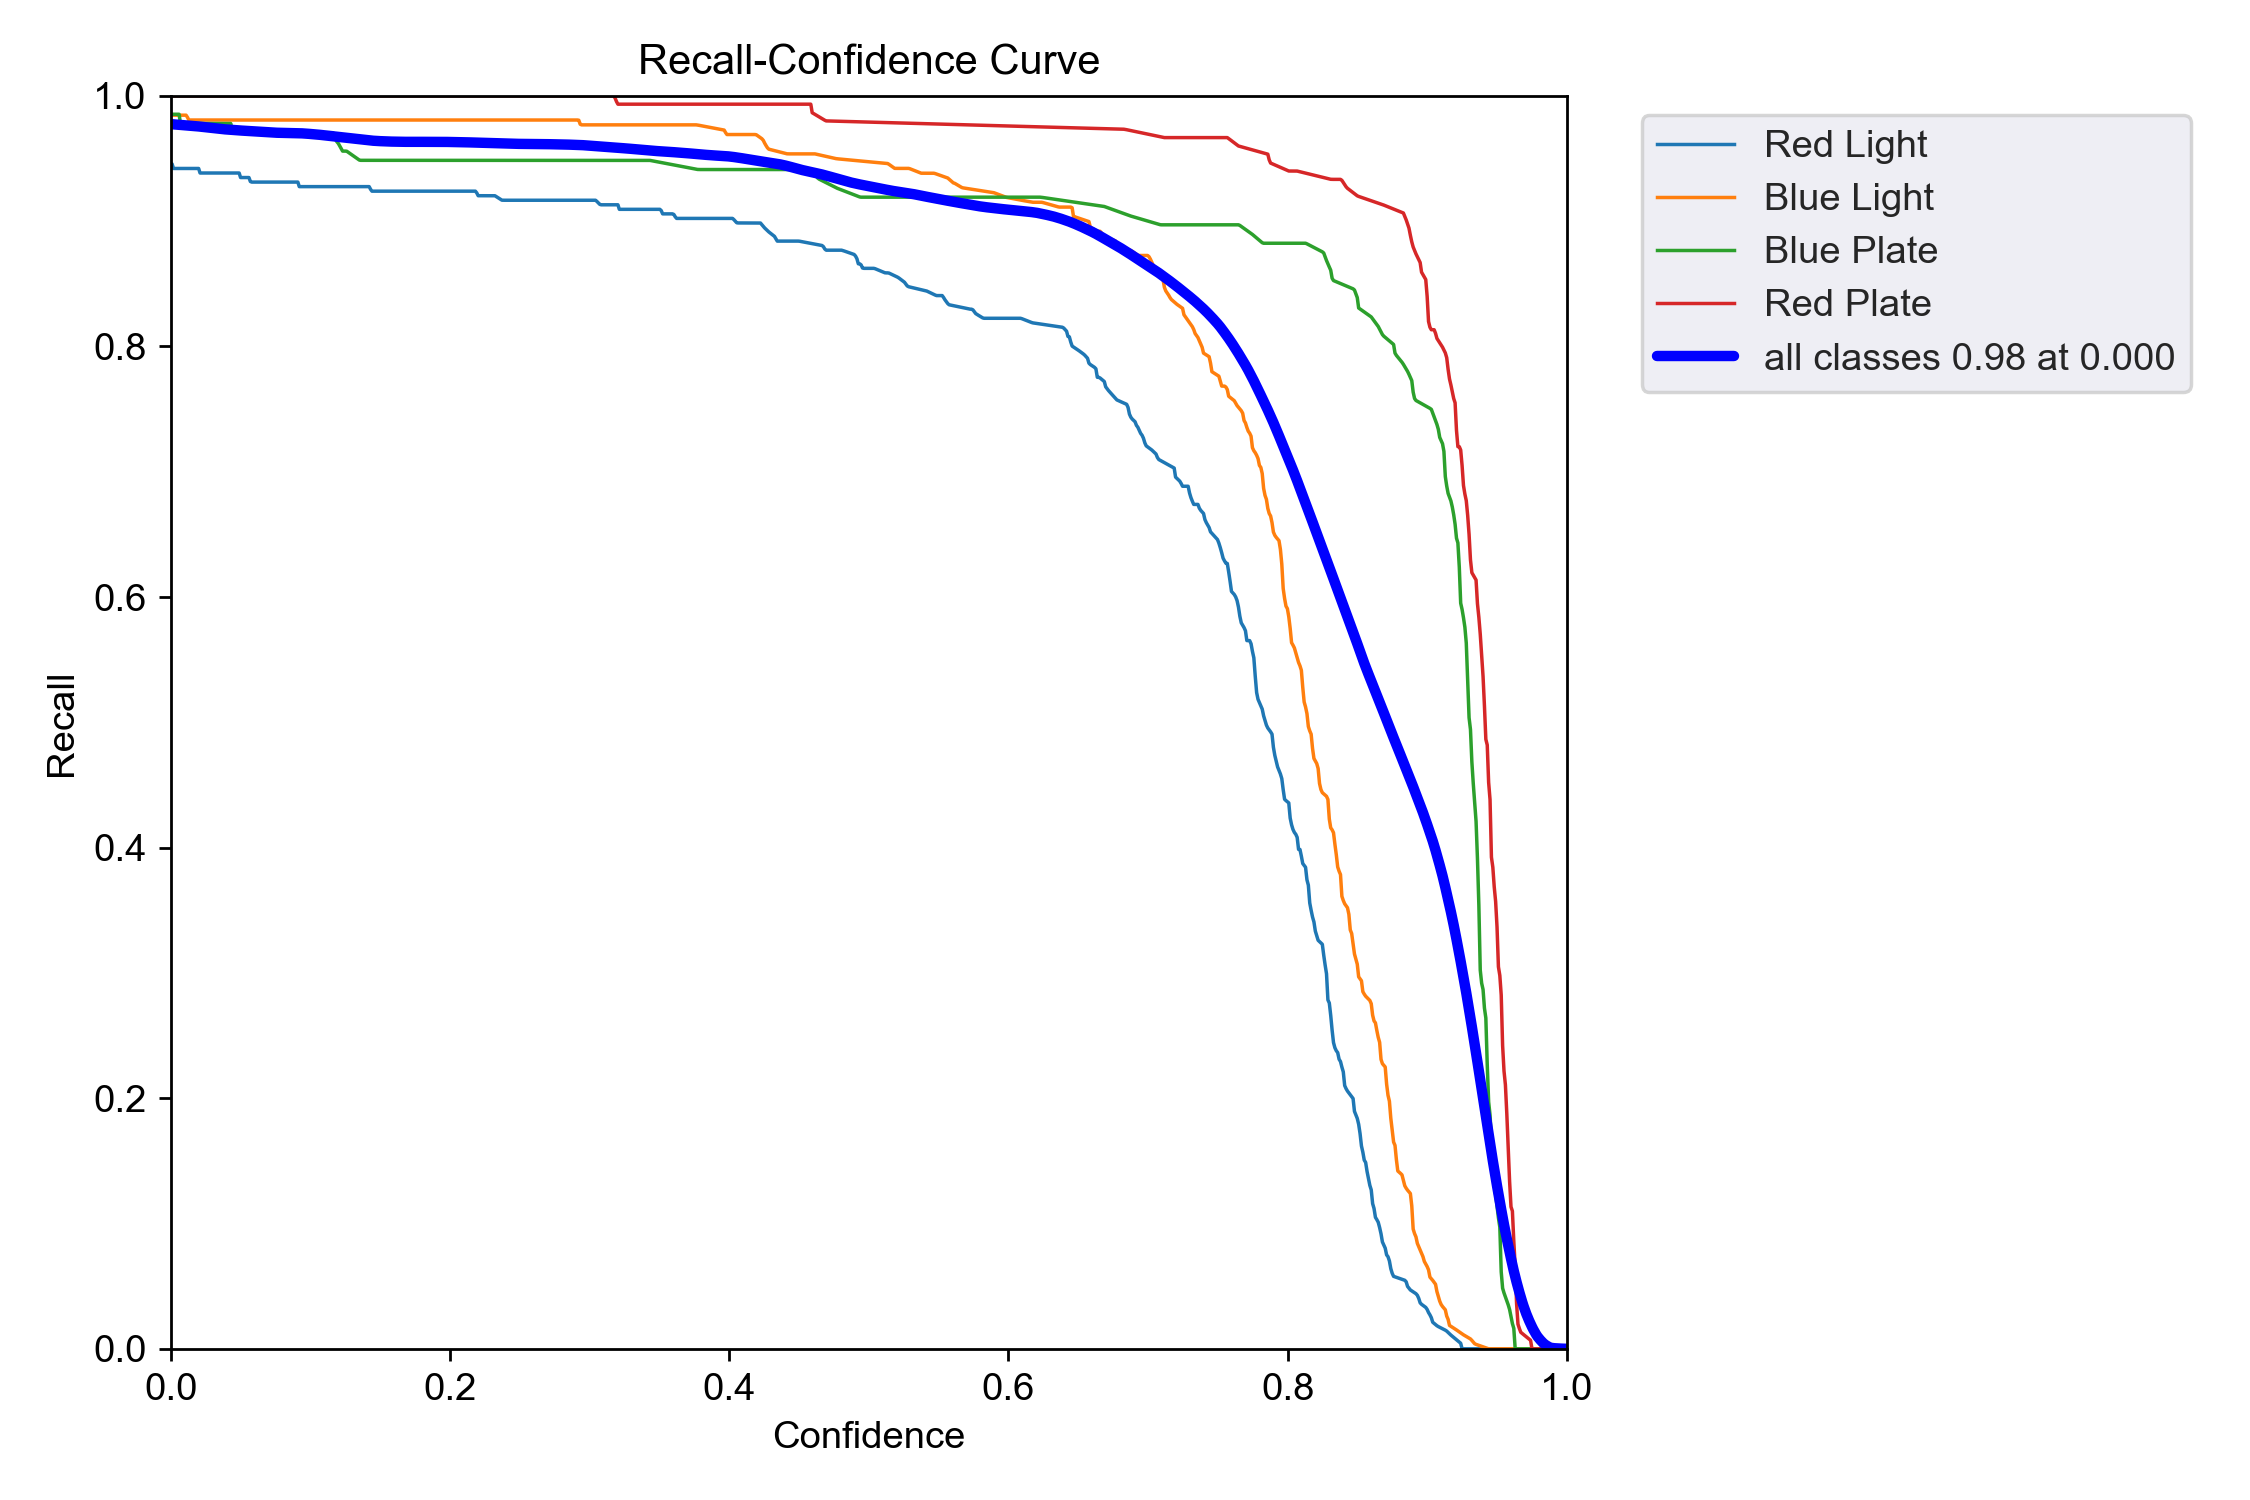 Recall-Confidence Curve
1.0
0.8
0.6
0.4
0.2
0.0
Recall
0.0 0.2 0.4 0.6 0.8 1.0
Confidence
Red Light
Blue Light
Blue Plate
Red Plate
all classes 0.98 at 0.000